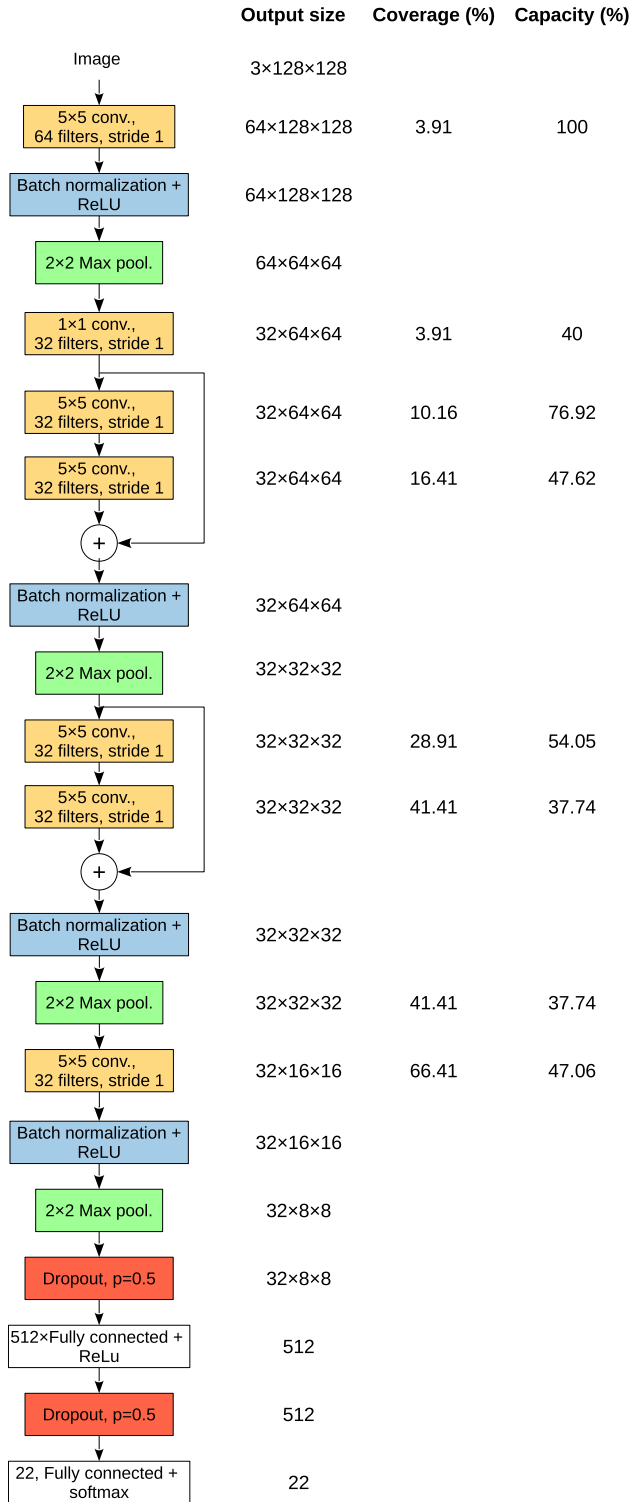 Output size Coverage (%) Capacity (%)
Image
3×128×128
5×5 conv.,
64 filters, stride 1
64×128×128 3.91 100
Batch normalization +
ReLU
64×128×128
2×2 Max pool.
64×64×64
1×1 conv.,
32 filters, stride 1
32×64×64 3.91 40
5×5 conv.,
32 filters, stride 1
32×64×64 10.16 76.92
5×5 conv.,
32 filters, stride 1
32×64×64 16.41 47.62
+
Batch normalization +
ReLU
32×64×64
2×2 Max pool.
32×32×32
5×5 conv.,
32 filters, stride 1
32×32×32 28.91 54.05
5×5 conv.,
32 filters, stride 1
32×32×32 41.41 37.74
+
Batch normalization +
ReLU
32×32×32
2×2 Max pool.
32×32×32 41.41 37.74
5×5 conv.,
32 filters, stride 1
32×16×16 66.41 47.06
Batch normalization +
ReLU
32×16×16
2×2 Max pool.
32×8×8
Dropout, p=0.5
32×8×8
512×Fully connected +
ReLu
512
Dropout, p=0.5
512
22, Fully connected +
softmax
22